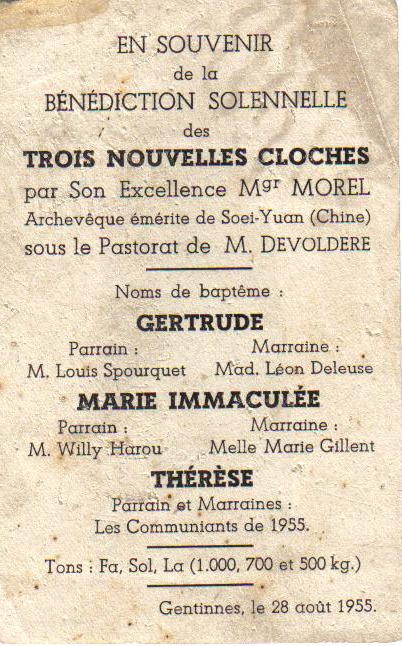 EN SOUVENIR
de la
BÉNÉDICTION SOLENNELLE
des
TROIS NOUVELLES CLOCHES
par Son Excellence Mgr MOREL
Archevêque émérite de Soei-Yuan (Chine)
sous le Pastorat de M. DEVOLDERE
Noms de baptême :
GERTRUDE
Parrain : Marraine :
M. Louis Spourquet Mad. Léon Deleuse
MARIE IMMACULÉE
Parrain : Marraine :
M. Willy Harou Melle Marie Gillent
THÉRÈSE
Parrain et Marraines :
Les Communiants de 1955.
Tons : Fa, Sol, La (1.000, 700 et 500 kg.)
Gentinnes, le 28 août 1955.